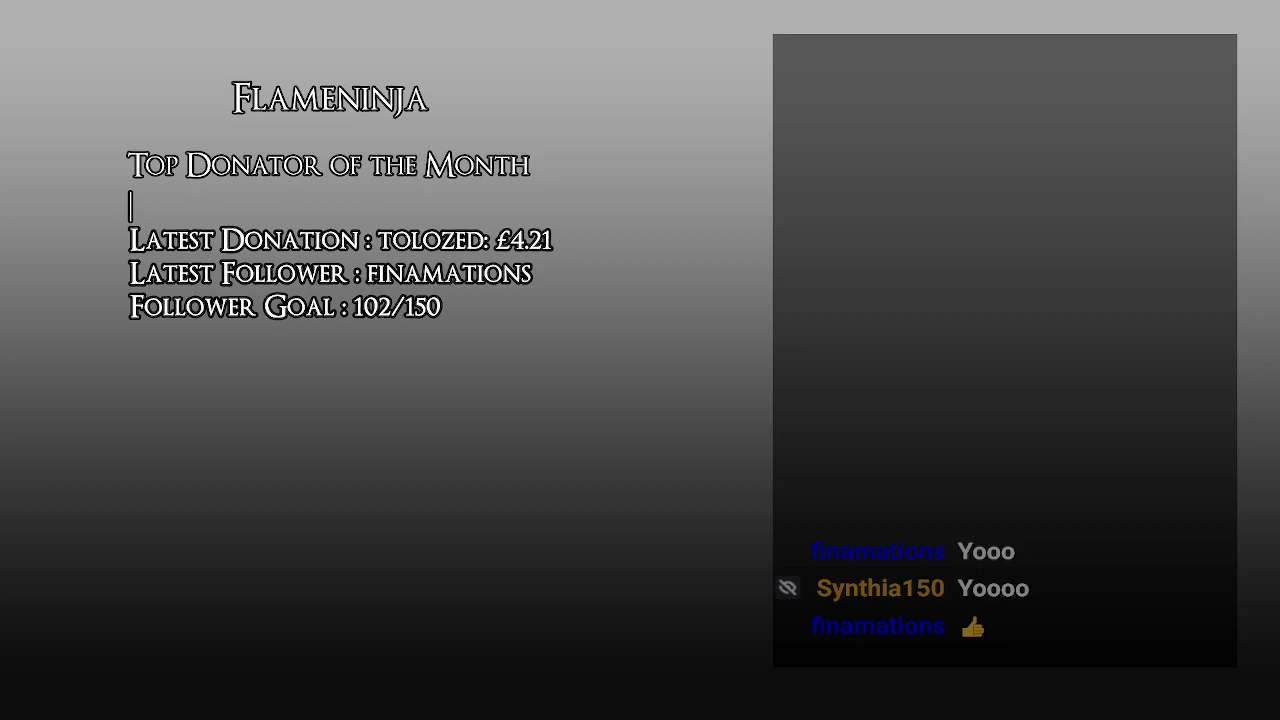 Flameninja
Top Donator of the Month
|
Latest Donation : tolozed: £4.21
Latest Follower : finamations
Follower Goal : 102/150
finamations Yooo
Synthia150 Yoooo
finamations 👍